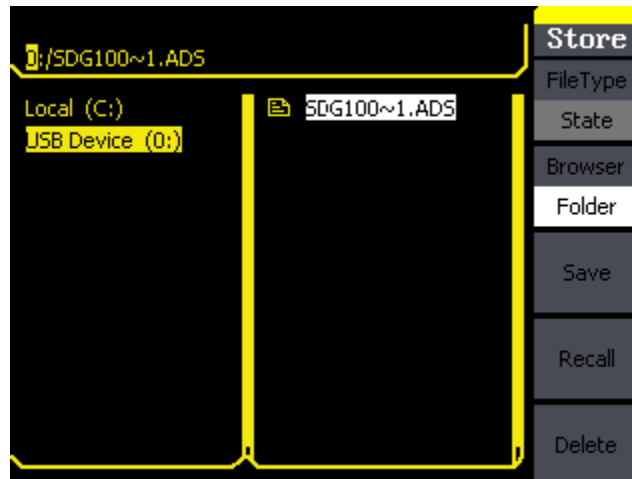 0:/SDG100~1.ADS
Local (C:)
USB Device (0:)
SDG100~1.ADS
Store
FileType
State
Browser
Folder
Save
Recall
Delete